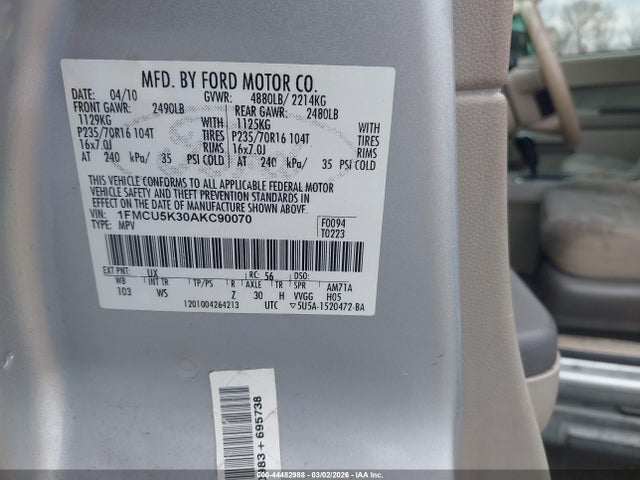 MFD. BY FORD MOTOR CO.
DATE: 04/10 GVWR: 4880LB/ 2214KG
FRONT GAWR: 2490LB REAR GAWR: 2480LB
1129KG WITH 1125KG WITH
P235/70R16 104T TIRES P235/70R16 104T TIRES
16x7.0J RIMS 16x7.0J RIMS
AT 240 kPa/ 35 PSI COLD AT 240 kPa/ 35 PSI COLD
THIS VEHICLE CONFORMS TO ALL APPLICABLE FEDERAL MOTOR
VEHICLE SAFETY AND THEFT PREVENTION STANDARDS IN
EFFECT ON THE DATE OF MANUFACTURE SHOWN ABOVE.
VIN: 1FMCU5K30AKC90070 F0094
TYPE: MPV T0223
EXT PNT: UX RC: 56 DSO:
WB INT TR TP/PS R AXLE TR SPR AM71A
103 WS Z 30 H VVGG H05
1201004264213 UTC ▽5U5A-1520472-BA
083 + 695738
© COPY: 00-44482988 - 03/02/2026 - IAA, Inc.